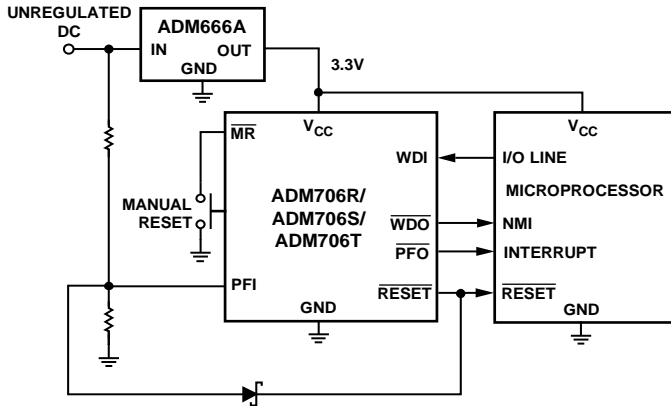 UNREGULATED
DC
ADM666A
IN
OUT
GND
3.3V
VCC
VCC
MR
WDI
I/O LINE
MICROPROCESSOR
MANUAL
RESET
ADM706R/
ADM706S/
ADM706T
WDO
NMI
PFO
INTERRUPT
PFI
RESET
RESET
GND
GND